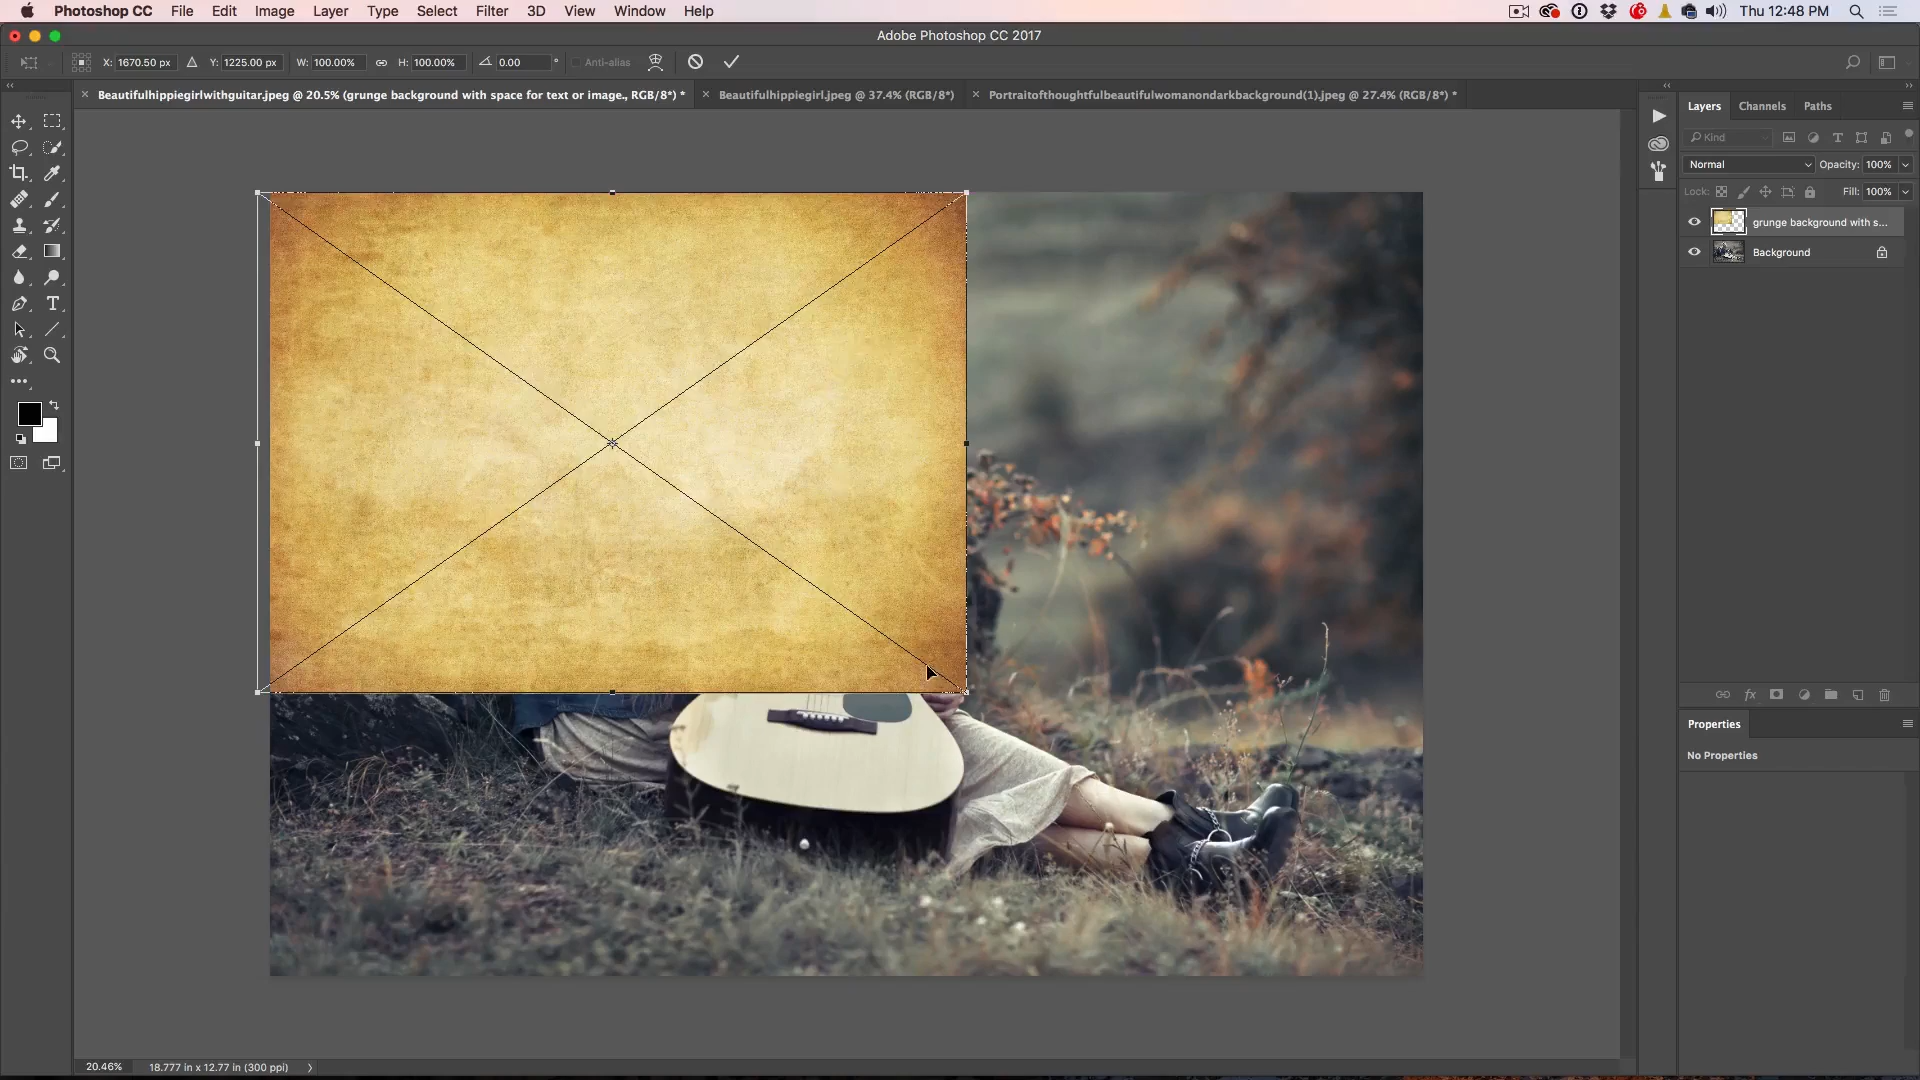 Photoshop CC File Edit Image Layer Type Select Filter 3D View Window Help Thu 12:48 PM
Adobe Photoshop CC 2017
X: 1670.50 px Y: 1225.00 px W: 100.00% H: 100.00% 0.00 ° Anti-alias
Beautifulhippiegirlwithguitar.jpeg @ 20.5% (grunge background with space for text or image., RGB/8*) * Beautifulhippiegirl.jpeg @ 37.4% (RGB/8*) Portraitofthoughtfulbeautifulwomanondarkbackground(1).jpeg @ 27.4% (RGB/8*) *
Layers Channels Paths
Kind
Normal Opacity: 100%
Lock: Fill: 100%
grunge background with s...
Background
Properties
No Properties
20.46% 18.777 in x 12.77 in (300 ppi)